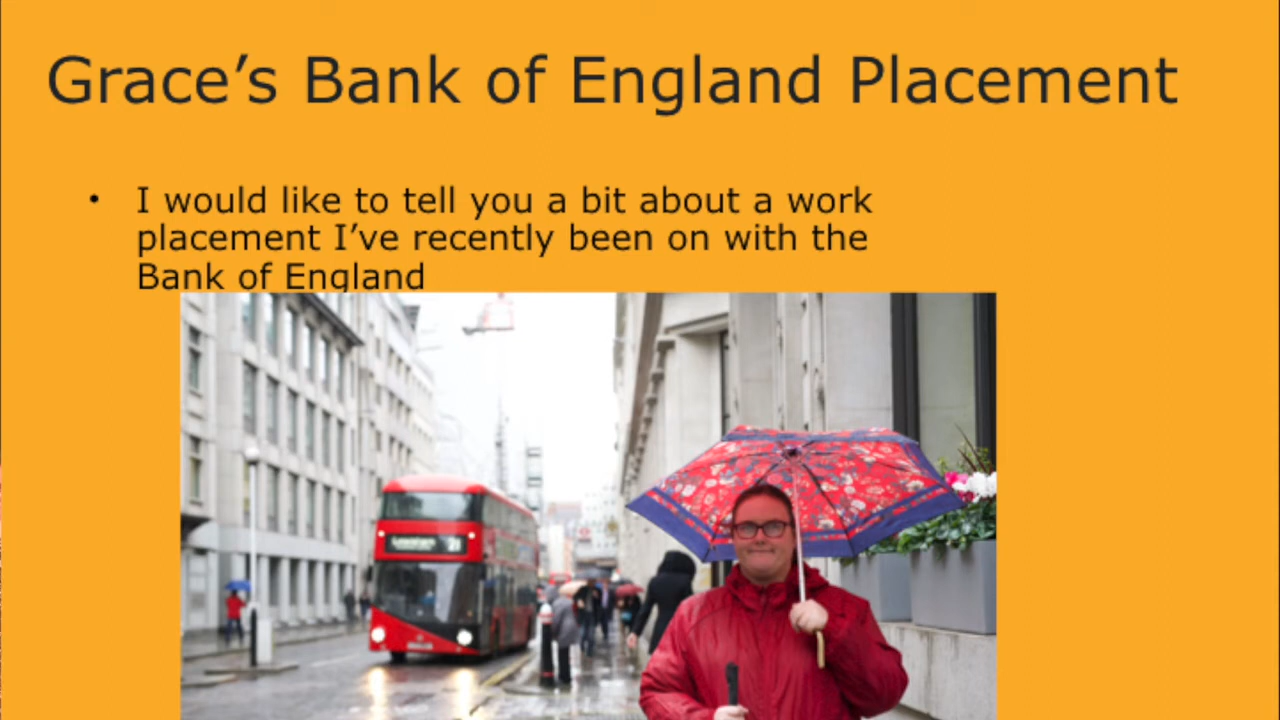 Grace’s Bank of England Placement
• I would like to tell you a bit about a work
placement I’ve recently been on with the
Bank of England
21